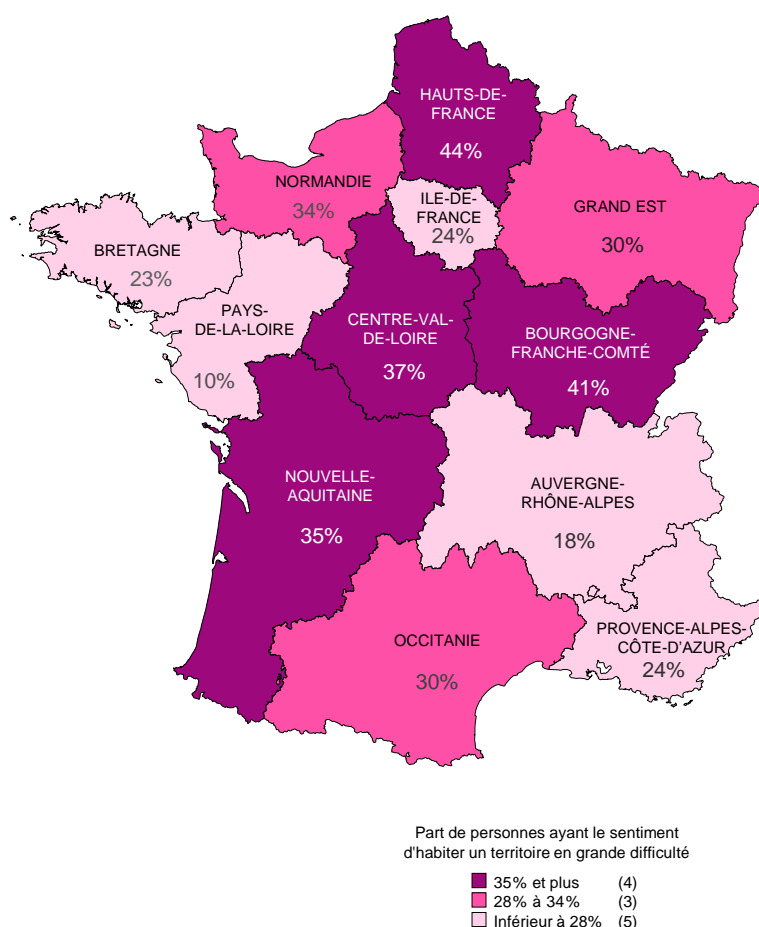 HAUTS-DE-
FRANCE
44%
NORMANDIE
34%
ILE-DE-
FRANCE
24%
GRAND EST
30%
BRETAGNE
23%
PAYS-
DE-LA-LOIRE
10%
CENTRE-VAL-
DE-LOIRE
37%
BOURGOGNE-
FRANCHE-COMTÉ
41%
NOUVELLE-
AQUITAINE
35%
AUVERGNE-
RHÔNE-ALPES
18%
OCCITANIE
30%
PROVENCE-ALPES-
CÔTE-D'AZUR
24%
Part de personnes ayant le sentiment
d'habiter un territoire en grande difficulté
35% et plus (4)
28% à 34% (3)
Inférieur à 28% (5)